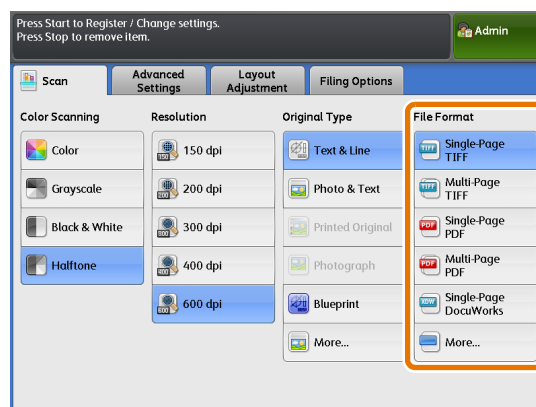 Press Start to Register / Change settings.
Press Stop to remove item.
Admin
Scan
Advanced
Settings
Layout
Adjustment
Filing Options
Color Scanning
Color
Grayscale
Black & White
Halftone
Resolution
150 dpi
200 dpi
300 dpi
400 dpi
600 dpi
Original Type
Text & Line
Photo & Text
Printed Original
Photograph
Blueprint
More...
File Format
Single-Page
TIFF
Multi-Page
TIFF
Single-Page
PDF
Multi-Page
PDF
Single-Page
DocuWorks
More...